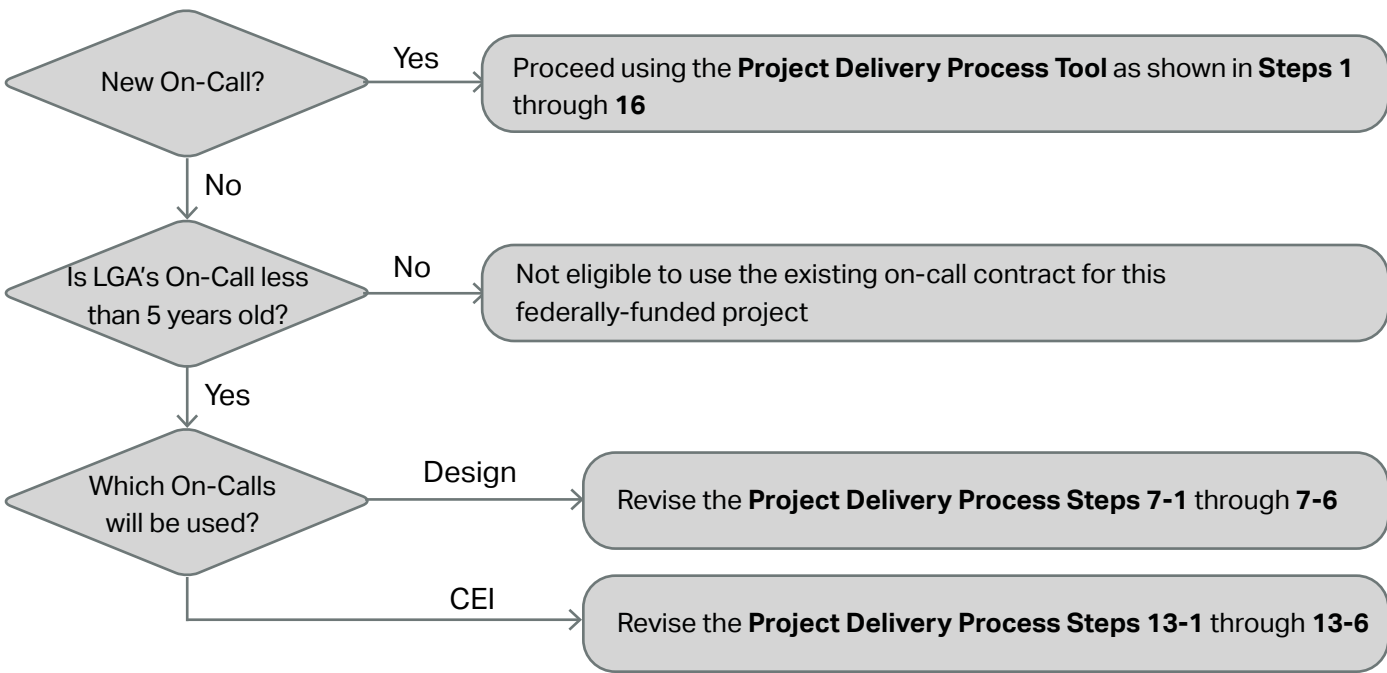 New On-Call?
Yes
Proceed using the Project Delivery Process Tool as shown in Steps 1
through 16
No
Is LGA's On-Call less
than 5 years old?
No
Not eligible to use the existing on-call contract for this
federally-funded project
Yes
Which On-Calls
will be used?
Design
Revise the Project Delivery Process Steps 7-1 through 7-6
CEI
Revise the Project Delivery Process Steps 13-1 through 13-6